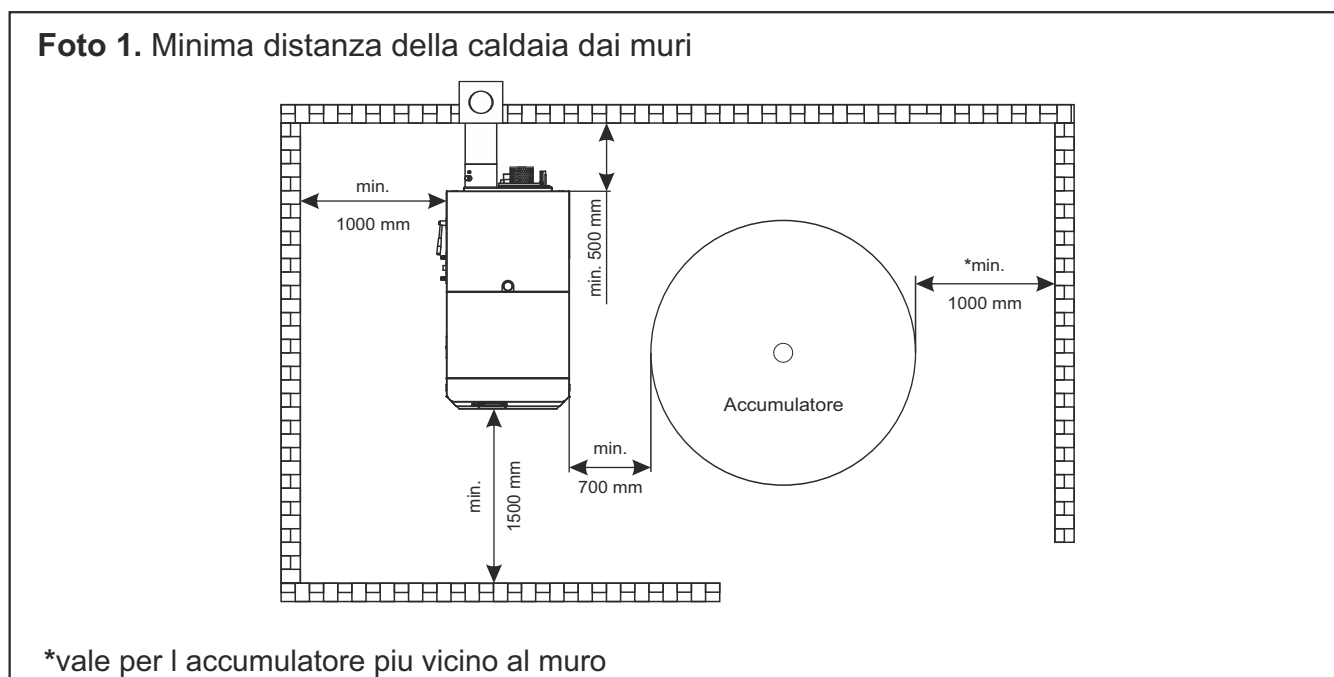 Foto 1. Minima distanza della caldaia dai muri
min.
1000 mm
min. 500 mm
*min.
1000 mm
Accumulatore
min.
700 mm
min.
1500 mm
*vale per l accumulatore piu vicino al muro